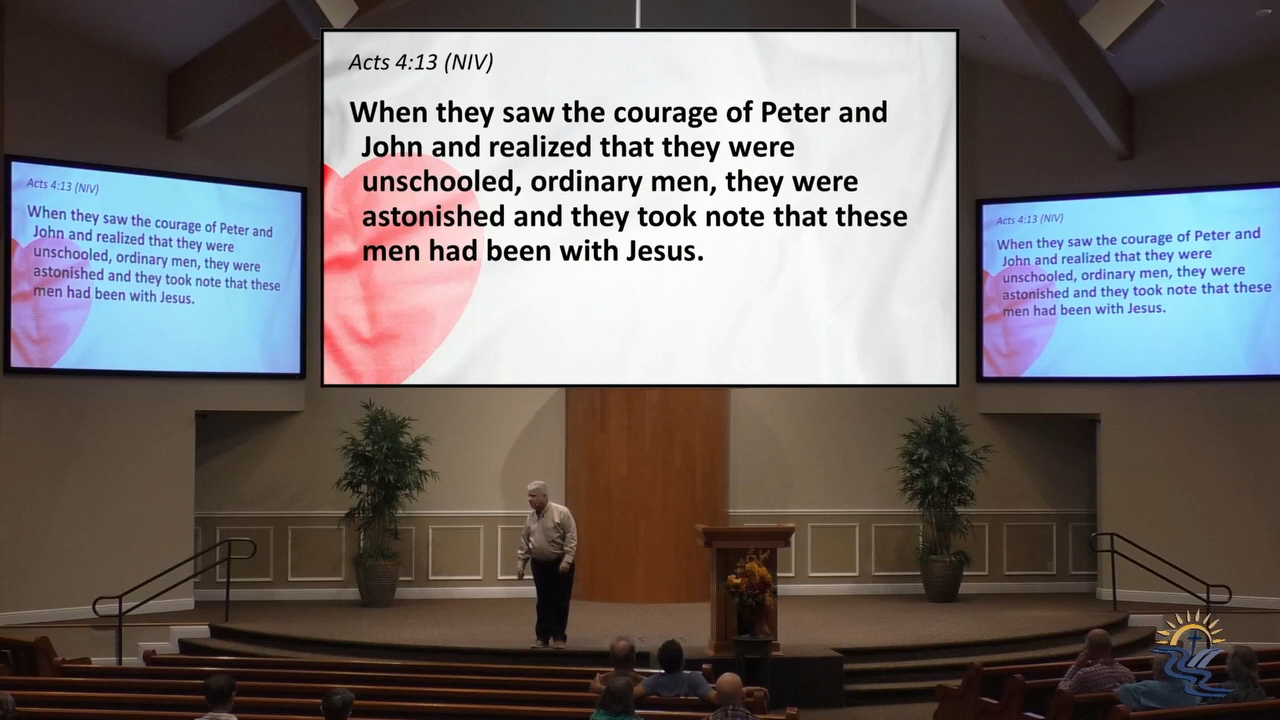 Acts 4:13 (NIV)
When they saw the courage of Peter and
John and realized that they were
unschooled, ordinary men, they were
astonished and they took note that these
men had been with Jesus.
Acts 4:13 (NIV)
When they saw the courage of Peter and
John and realized that they were
unschooled, ordinary men, they were
astonished and they took note that these
men had been with Jesus.
Acts 4:13 (NIV)
When they saw the courage of Peter and
John and realized that they were
unschooled, ordinary men, they were
astonished and they took note that these
men had been with Jesus.